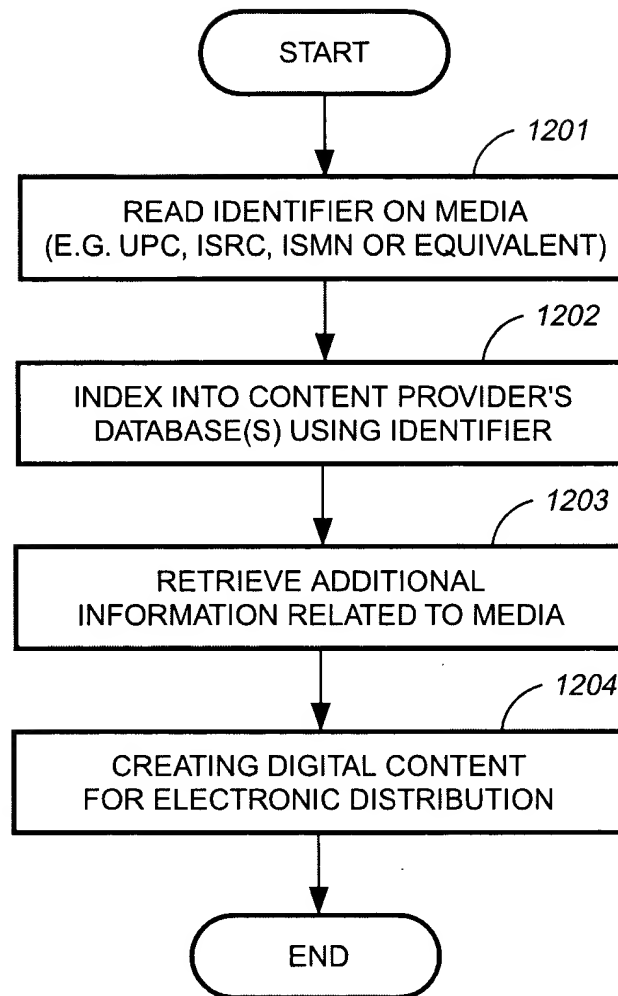 START
1201
READ IDENTIFIER ON MEDIA
(E.G. UPC, ISRC, ISMN OR EQUIVALENT)
1202
INDEX INTO CONTENT PROVIDER'S
DATABASE(S) USING IDENTIFIER
1203
RETRIEVE ADDITIONAL
INFORMATION RELATED TO MEDIA
1204
CREATING DIGITAL CONTENT
FOR ELECTRONIC DISTRIBUTION
END